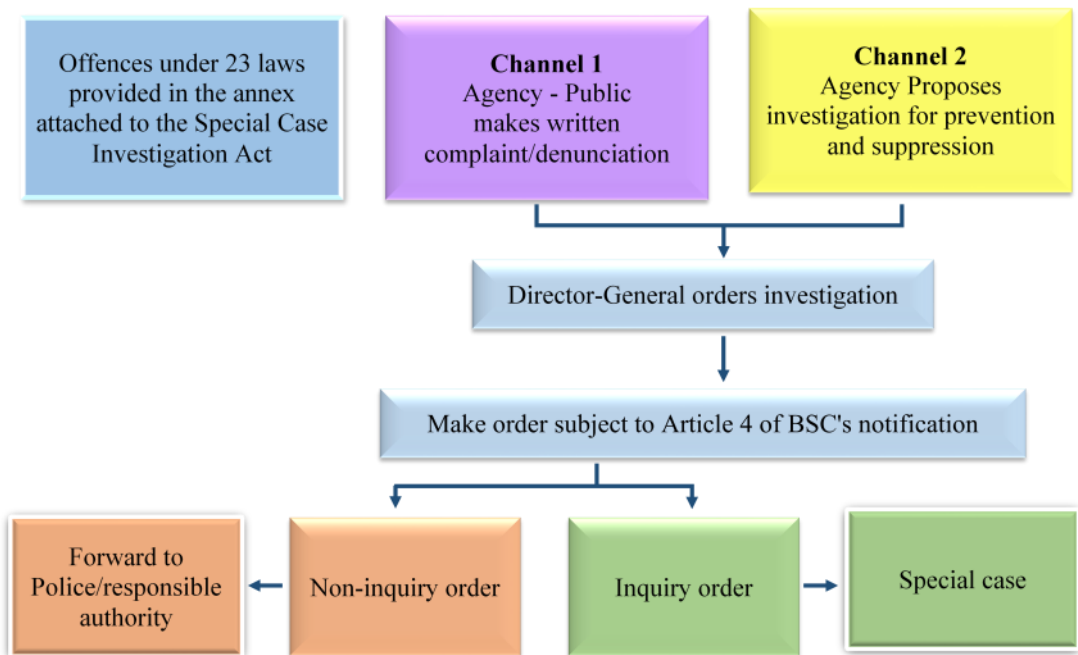 Offences under 23 laws
provided in the annex
attached to the Special Case
Investigation Act
Channel 1
Agency - Public
makes written
complaint/denunciation
Channel 2
Agency Proposes
investigation for prevention
and suppression
Director-General orders investigation
Make order subject to Article 4 of BSC's notification
Forward to
Police/responsible
authority
Non-inquiry order
Inquiry order
Special case